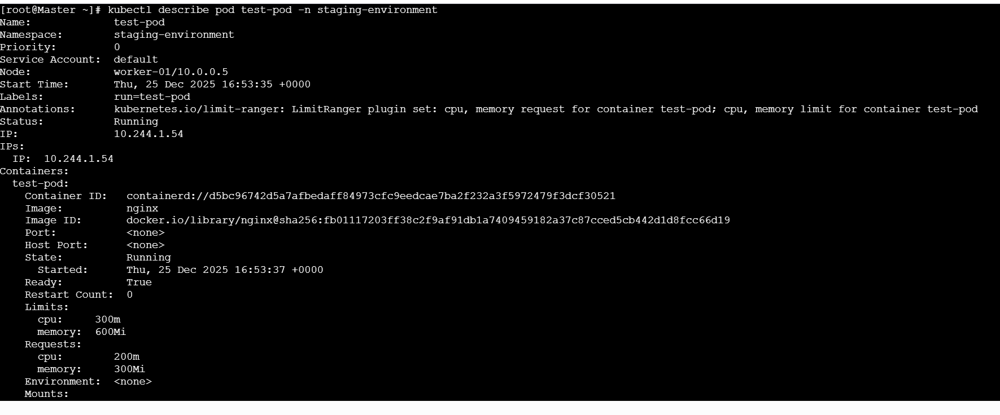 [root@Master ~]# kubectl describe pod test-pod -n staging-environment
Name:             test-pod
Namespace:        staging-environment
Priority:         0
Service Account:  default
Node:             worker-01/10.0.0.5
Start Time:       Thu, 25 Dec 2025 16:53:35 +0000
Labels:           run=test-pod
Annotations:      kubernetes.io/limit-ranger: LimitRanger plugin set: cpu, memory request for container test-pod; cpu, memory limit for container test-pod
Status:           Running
IP:               10.244.1.54
IPs:
  IP:  10.244.1.54
Containers:
  test-pod:
    Container ID:   containerd://d5bc96742d5a7afbedaff84973cfc9eedcae7ba2f232a3f5972479f3dcf30521
    Image:          nginx
    Image ID:       docker.io/library/nginx@sha256:fb01117203ff38c2f9af91db1a7409459182a37c87cced5cb442d1d8fcc66d19
    Port:           <none>
    Host Port:      <none>
    State:          Running
      Started:      Thu, 25 Dec 2025 16:53:37 +0000
    Ready:          True
    Restart Count:  0
    Limits:
      cpu:     300m
      memory:  600Mi
    Requests:
      cpu:        200m
      memory:     300Mi
    Environment:  <none>
    Mounts: